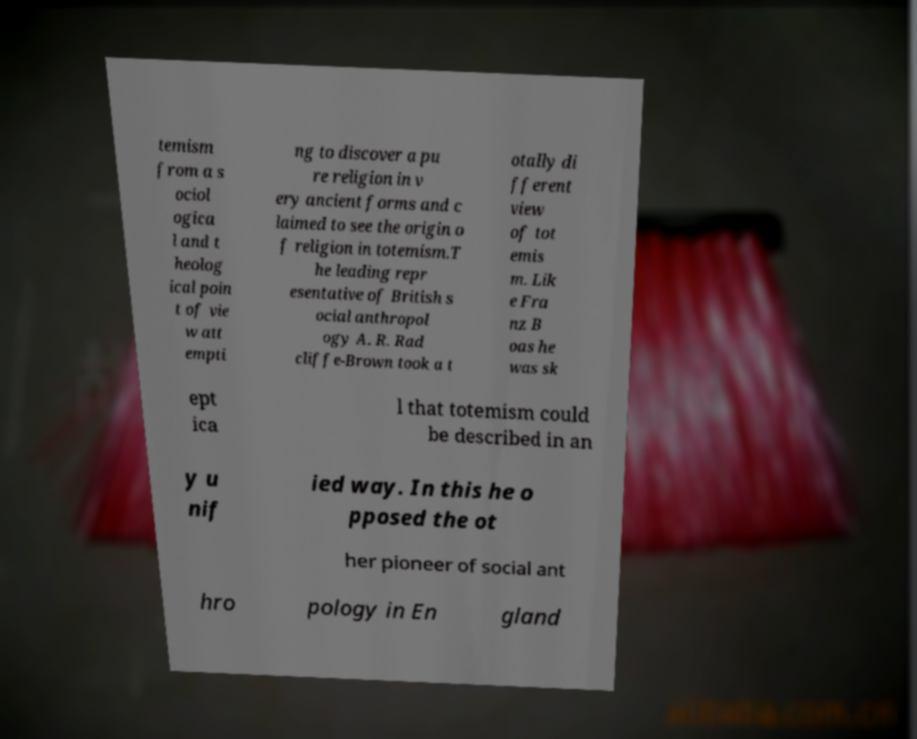 temism
from a s
ociol
ogica
l and t
heolog
ical poin
t of vie
w att
empti
ng to discover a pu
re religion in v
ery ancient forms and c
laimed to see the origin o
f religion in totemism.T
he leading repr
esentative of British s
ocial anthropol
ogy A. R. Rad
cliffe-Brown took a t
otally di
fferent
view
of tot
emis
m. Lik
e Fra
nz B
oas he
was sk
ept
ica
l that totemism could
be described in an
y u
nif
ied way. In this he o
pposed the ot
her pioneer of social ant
hro
pology in En
gland
alibaba.com.cn